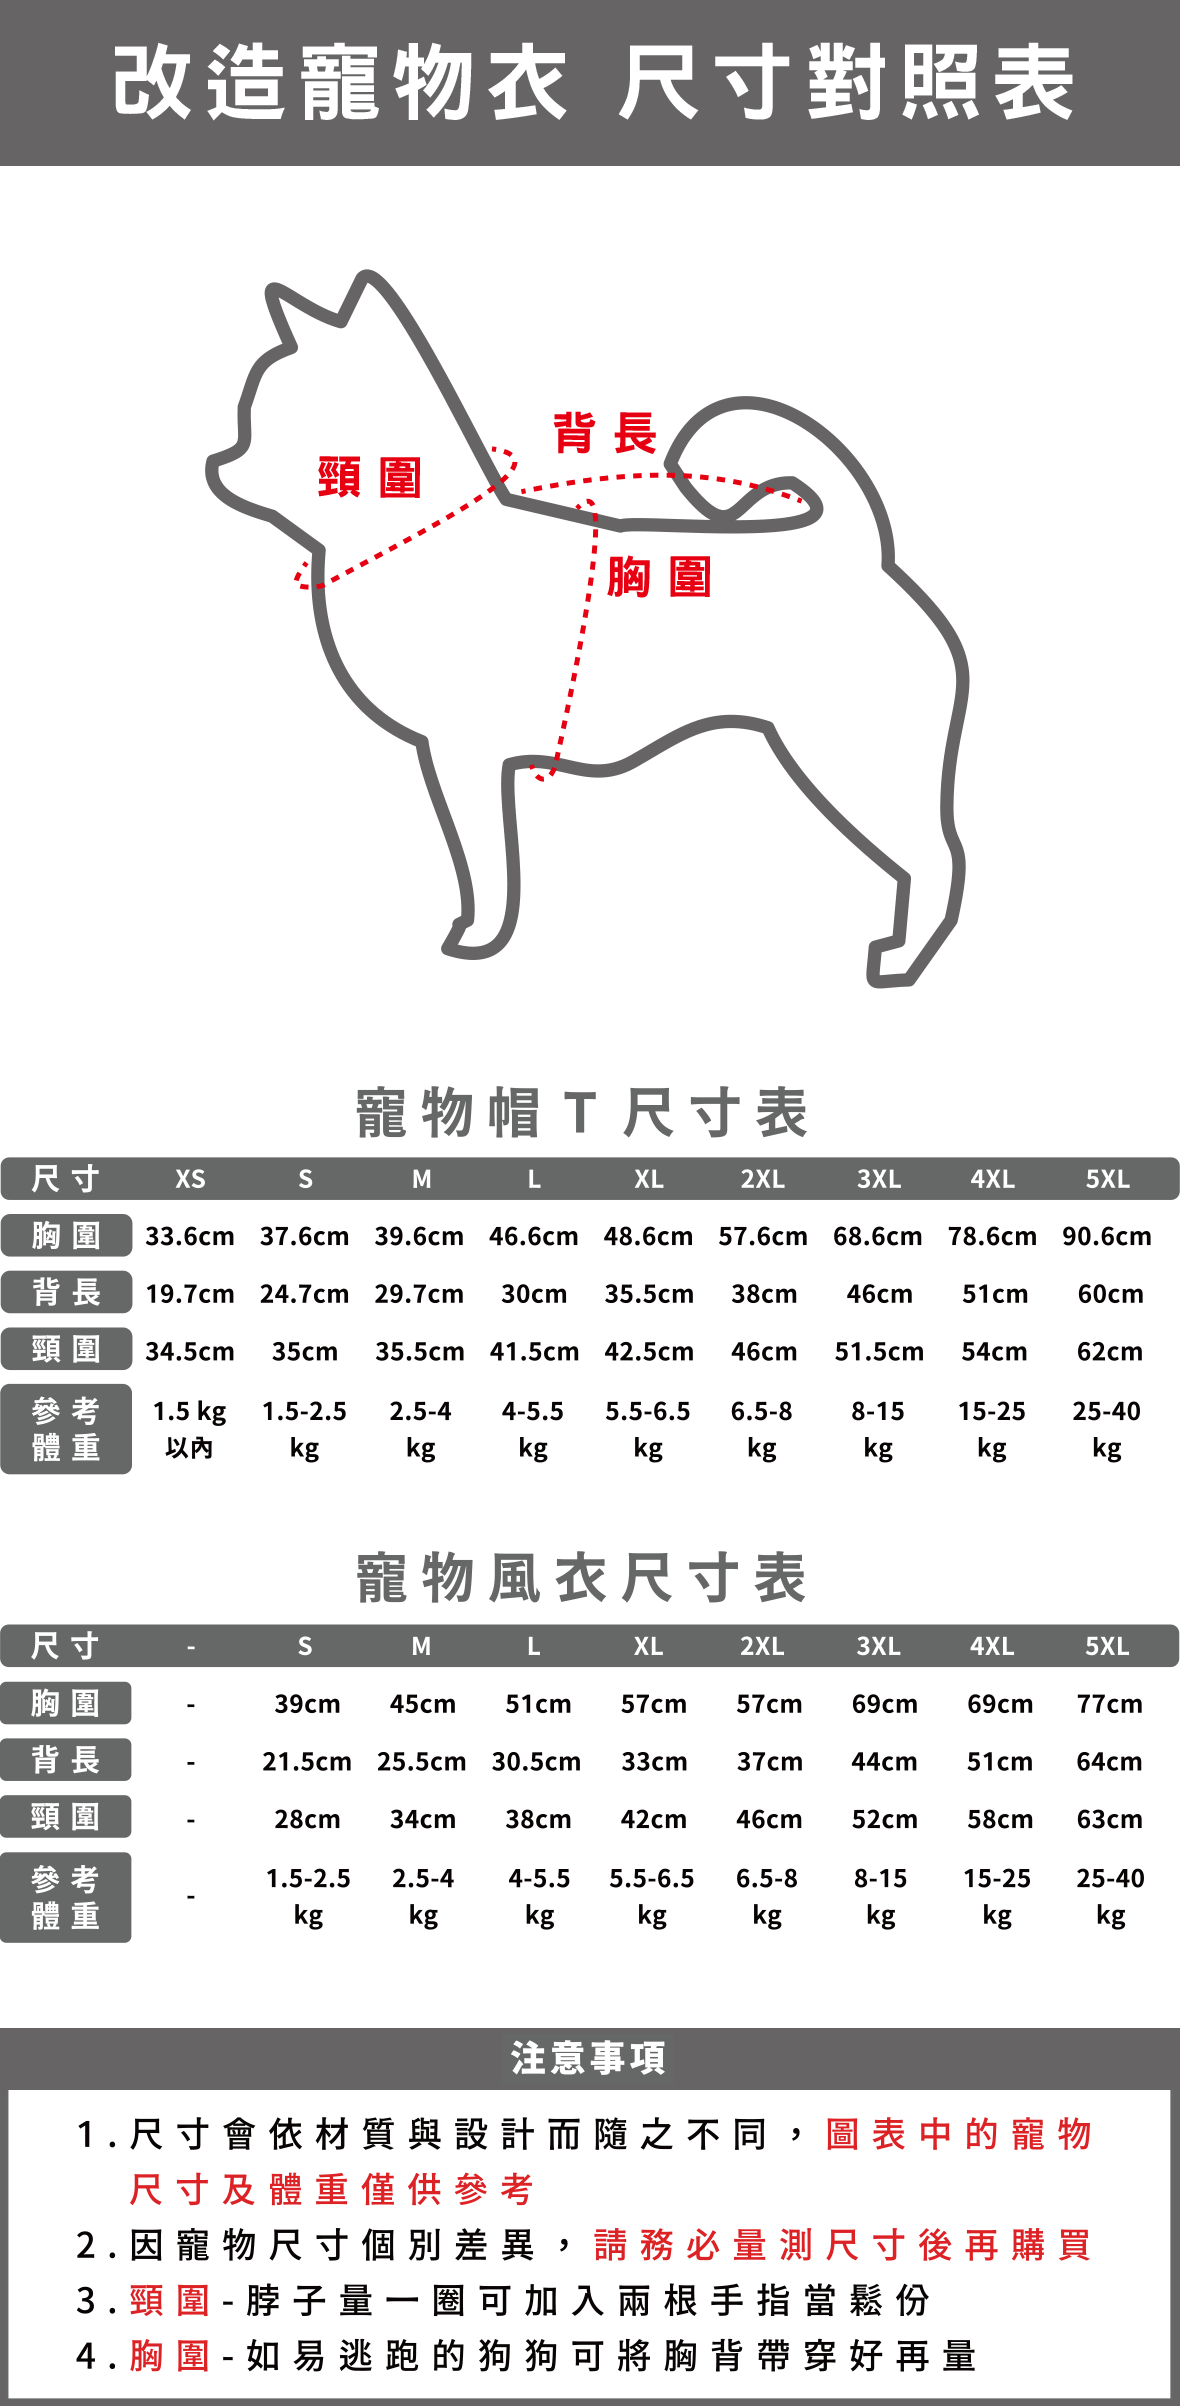 改造寵物衣 尺寸對照表
背長
頸圍
胸圍
寵物帽T尺寸表
尺寸 XS S M L XL 2XL 3XL 4XL 5XL
胸圍 33.6cm 37.6cm 39.6cm 46.6cm 48.6cm 57.6cm 68.6cm 78.6cm 90.6cm
背長 19.7cm 24.7cm 29.7cm 30cm 35.5cm 38cm 46cm 51cm 60cm
頸圍 34.5cm 35cm 35.5cm 41.5cm 42.5cm 46cm 51.5cm 54cm 62cm
參考 1.5 kg 1.5-2.5 2.5-4 4-5.5 5.5-6.5 6.5-8 8-15 15-25 25-40
體重 以內 kg kg kg kg kg kg kg kg
寵物風衣尺寸表
尺寸 - S M L XL 2XL 3XL 4XL 5XL
胸圍 - 39cm 45cm 51cm 57cm 57cm 69cm 69cm 77cm
背長 - 21.5cm 25.5cm 30.5cm 33cm 37cm 44cm 51cm 64cm
頸圍 - 28cm 34cm 38cm 42cm 46cm 52cm 58cm 63cm
參考 - 1.5-2.5 2.5-4 4-5.5 5.5-6.5 6.5-8 8-15 15-25 25-40
體重 kg kg kg kg kg kg kg kg
注意事項
1.尺寸會依材質與設計而隨之不同，圖表中的寵物
尺寸及體重僅供參考
2.因寵物尺寸個別差異，請務必量測尺寸後再購買
3.頸圍-脖子量一圈可加入兩根手指當鬆份
4.胸圍-如易逃跑的狗狗可將胸背帶穿好再量